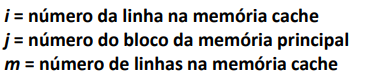 i = número da linha na memória cache
j = número do bloco da memória principal
m = número de linhas na memória cache